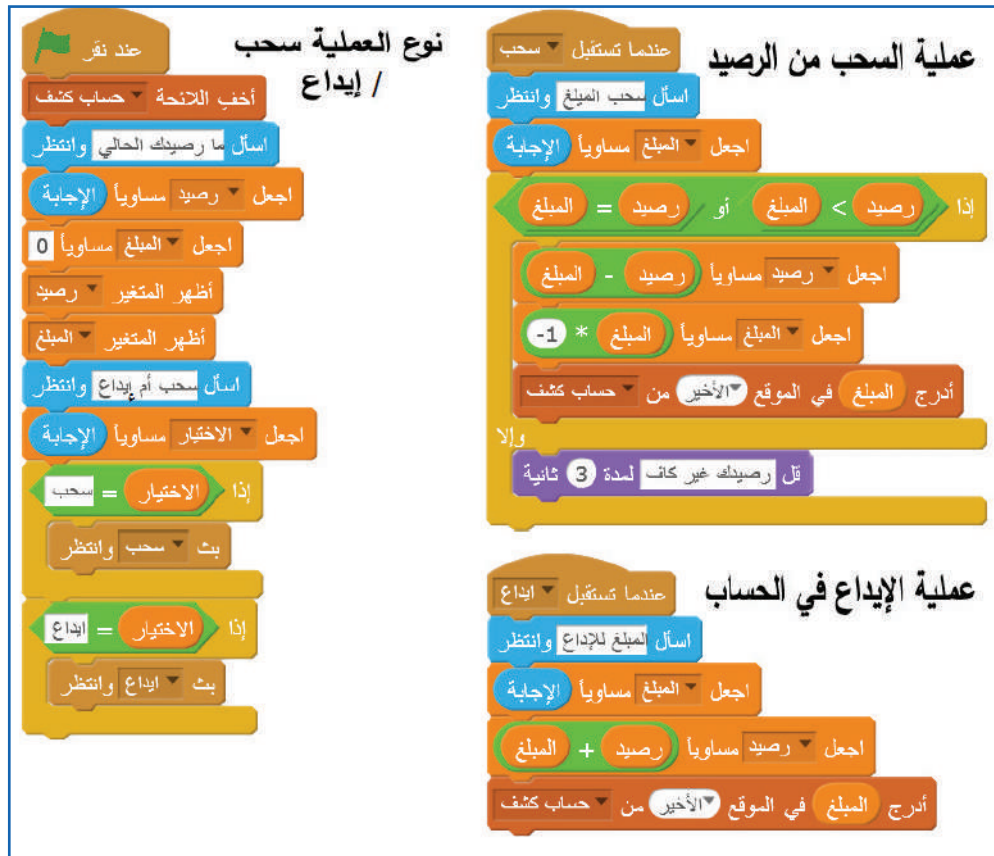 عملية السحب من الرصيد
عندما تستقبل سحب
اسأل سحب المبلغ وانتظر
اجعل المبلغ مساوياً الإجابة
إذا رصيد > المبلغ أو رصيد = المبلغ
اجعل رصيد مساوياً رصيد - المبلغ
اجعل المبلغ مساوياً المبلغ * -1
أدرج المبلغ في الموقع الأخير من حساب كشف
وإلا
قل رصيدك غير كاف لمدة 3 ثانية
عملية الإيداع في الحساب
عندما تستقبل ايداع
اسأل المبلغ للإداع وانتظر
اجعل المبلغ مساوياً الإجابة
اجعل رصيد مساوياً رصيد + المبلغ
أدرج المبلغ في الموقع الأخير من حساب كشف
نوع العملية سحب
/ إيداع
عند نقر
أخفِ اللائحة حساب كشف
اسأل ما رصيدك الحالي وانتظر
اجعل رصيد مساوياً الإجابة
اجعل المبلغ مساوياً 0
أظهر المتغير رصيد
أظهر المتغير المبلغ
اسأل سحب أم إيداع وانتظر
اجعل الاختيار مساوياً الإجابة
إذا الاختيار = سحب
بث سحب وانتظر
إذا الاختيار = ايداع
بث ايداع وانتظر